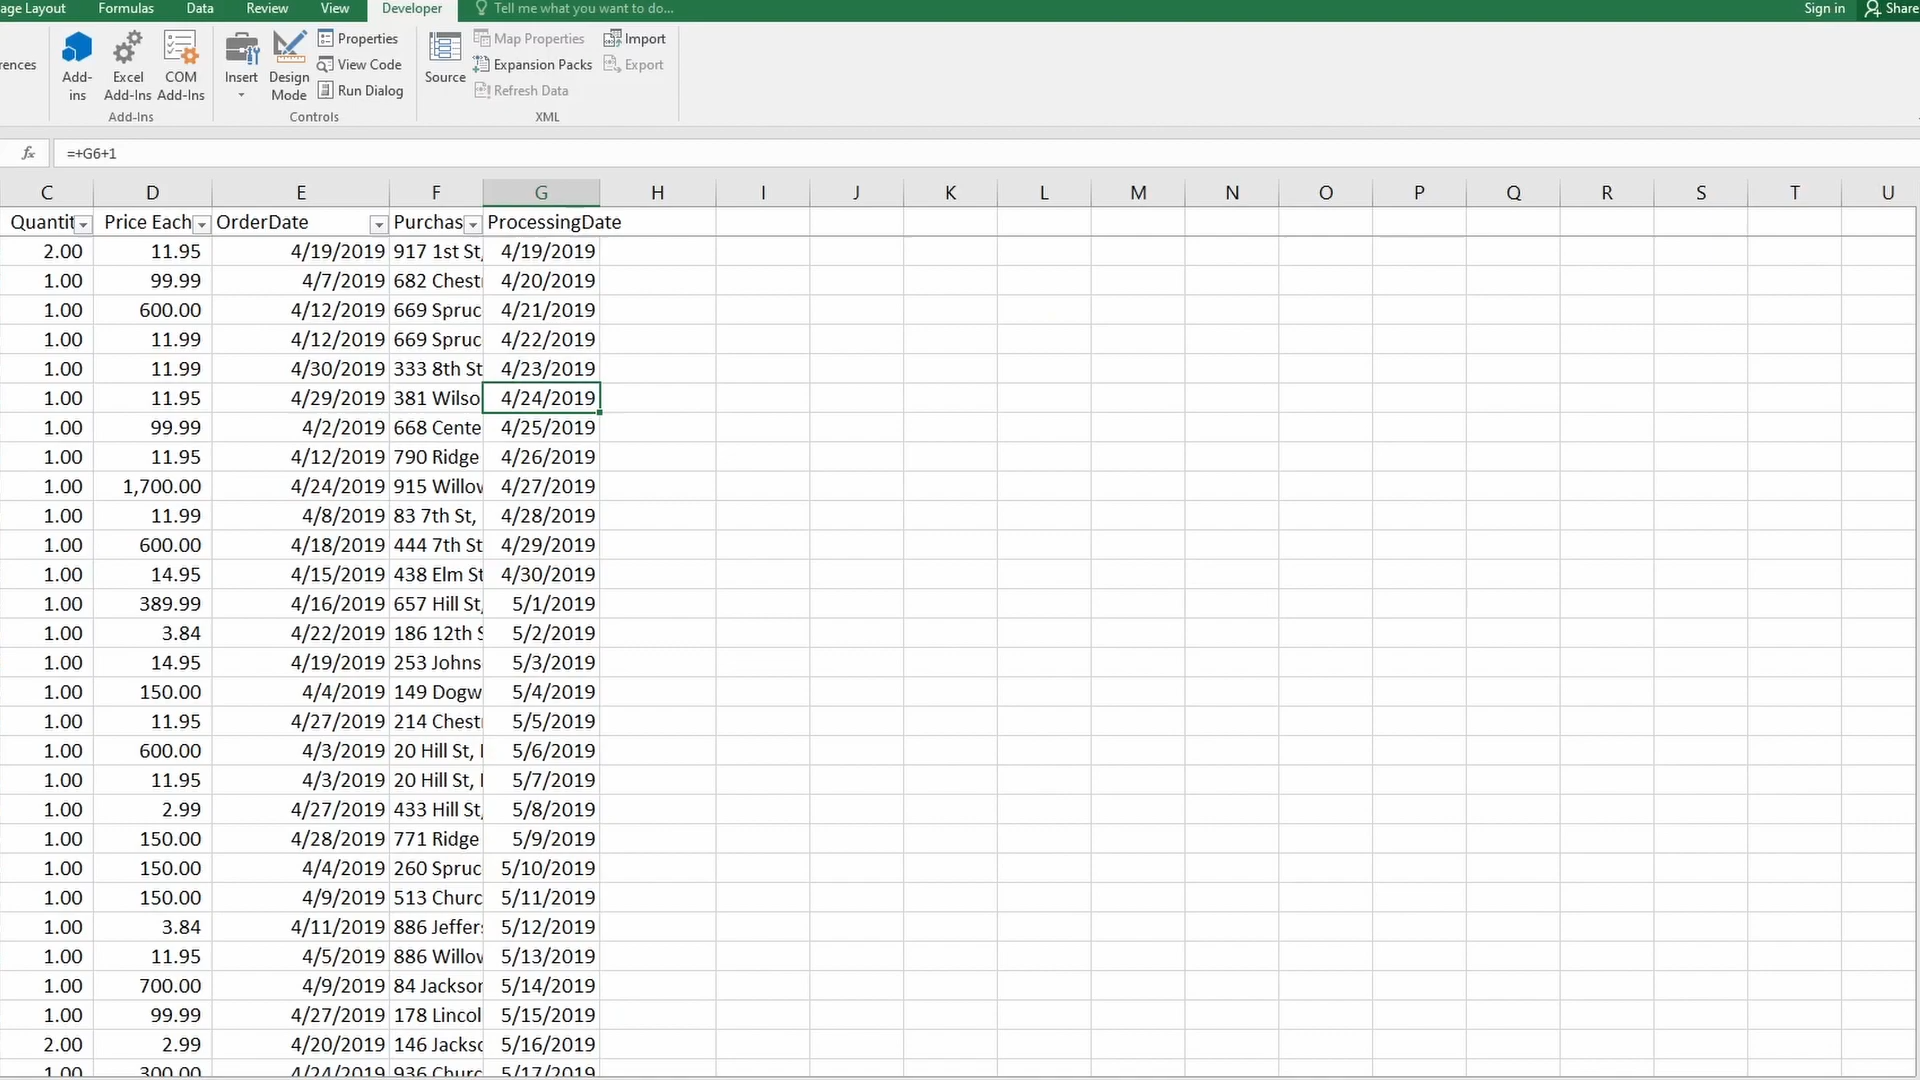 age Layout Formulas Data Review View Developer Tell me what you want to do... Sign in Share
rences
Add-ins
Excel Add-Ins
COM Add-Ins
Add-Ins
Insert
Design Mode
Properties
View Code
Run Dialog
Controls
Source
Map Properties
Expansion Packs
Refresh Data
Import
Export
XML
fx =+G6+1
C D E F G H I J K L M N O P Q R S T U
Quantit Price Each OrderDate Purchas ProcessingDate
2.00 11.95 4/19/2019 917 1st St, 4/19/2019
1.00 99.99 4/7/2019 682 Chest 4/20/2019
1.00 600.00 4/12/2019 669 Spruc 4/21/2019
1.00 11.99 4/12/2019 669 Spruc 4/22/2019
1.00 11.99 4/30/2019 333 8th St 4/23/2019
1.00 11.95 4/29/2019 381 Wilso 4/24/2019
1.00 99.99 4/2/2019 668 Cente 4/25/2019
1.00 11.95 4/12/2019 790 Ridge 4/26/2019
1.00 1,700.00 4/24/2019 915 Willow 4/27/2019
1.00 11.99 4/8/2019 83 7th St, 4/28/2019
1.00 600.00 4/18/2019 444 7th St 4/29/2019
1.00 14.95 4/15/2019 438 Elm St 4/30/2019
1.00 389.99 4/16/2019 657 Hill St, 5/1/2019
1.00 3.84 4/22/2019 186 12th S 5/2/2019
1.00 14.95 4/19/2019 253 Johns 5/3/2019
1.00 150.00 4/4/2019 149 Dogw 5/4/2019
1.00 11.95 4/27/2019 214 Chest 5/5/2019
1.00 600.00 4/3/2019 20 Hill St, 5/6/2019
1.00 11.95 4/3/2019 20 Hill St, 5/7/2019
1.00 2.99 4/27/2019 433 Hill St, 5/8/2019
1.00 150.00 4/28/2019 771 Ridge 5/9/2019
1.00 150.00 4/4/2019 260 Spruc 5/10/2019
1.00 150.00 4/9/2019 513 Churc 5/11/2019
1.00 3.84 4/11/2019 886 Jeffer 5/12/2019
1.00 11.95 4/5/2019 886 Willow 5/13/2019
1.00 700.00 4/9/2019 84 Jackson 5/14/2019
1.00 99.99 4/27/2019 178 Lincol 5/15/2019
2.00 2.99 4/20/2019 146 Jackso 5/16/2019
1.00 300.00 4/24/2019 936 Churc 5/17/2019